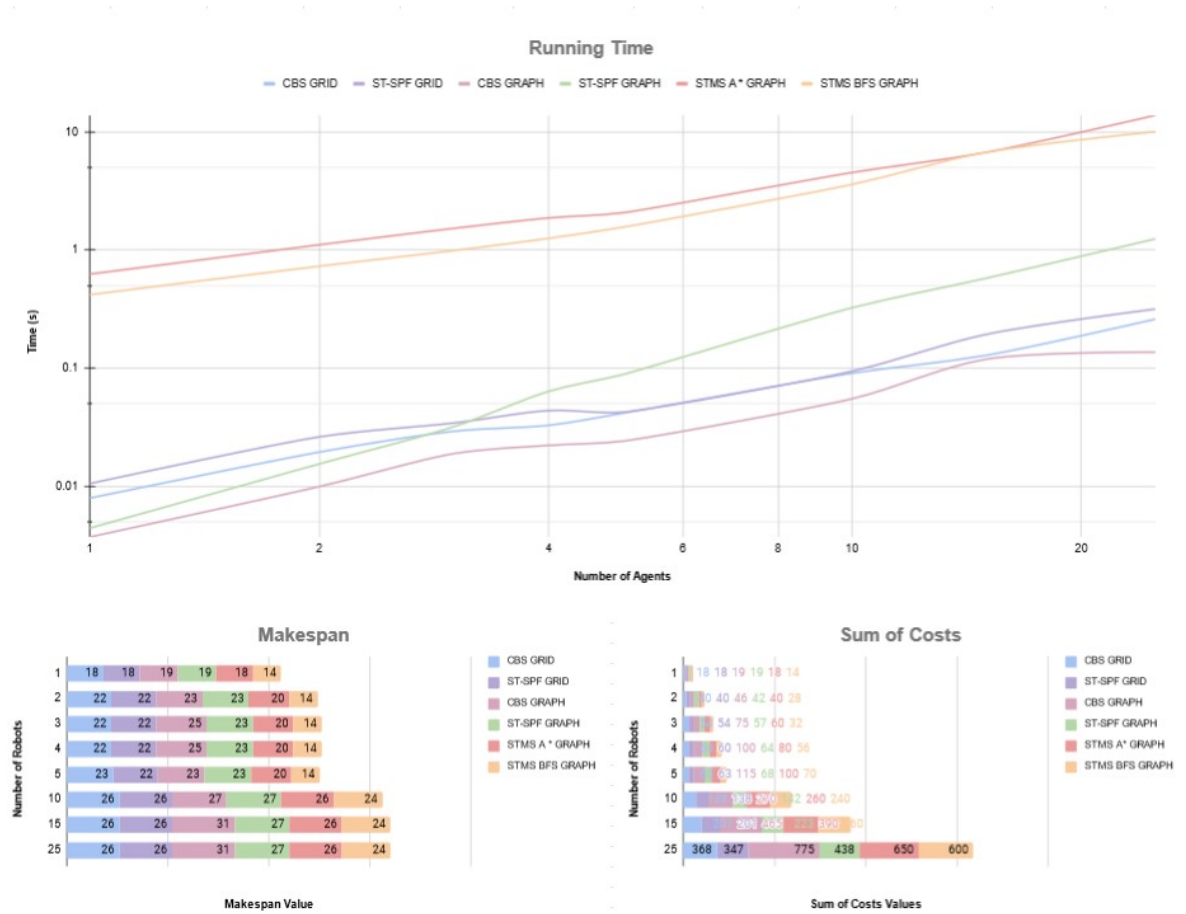 Running Time
CBS GRID ST-SPF GRID CBS GRAPH ST-SPF GRAPH STMS A* GRAPH STMS BFS GRAPH
10
1
0.1
0.01
Time (s)
1 2 4 6 8 10 20
Number of Agents
Makespan
Number of Robots
1 18 18 19 19 18 14
2 22 22 23 23 20 14
3 22 22 25 23 20 14
4 22 22 25 23 20 14
5 23 22 23 23 20 14
10 26 26 27 27 26 24
15 26 26 31 27 26 24
25 26 26 31 27 26 24
Makespan Value
CBS GRID
ST-SPF GRID
CBS GRAPH
ST-SPF GRAPH
STMS A* GRAPH
STMS BFS GRAPH
Sum of Costs
Number of Robots
1 18 18 19 19 18 14
2 40 46 42 40 28
3 54 75 57 60 32
4 60 100 64 80 56
5 63 115 68 100 70
10 138 270 260 240
15 465 390
25 368 347 775 438 650 600
Sum of Costs Values
CBS GRID
ST-SPF GRID
CBS GRAPH
ST-SPF GRAPH
STMS A* GRAPH
STMS BFS GRAPH